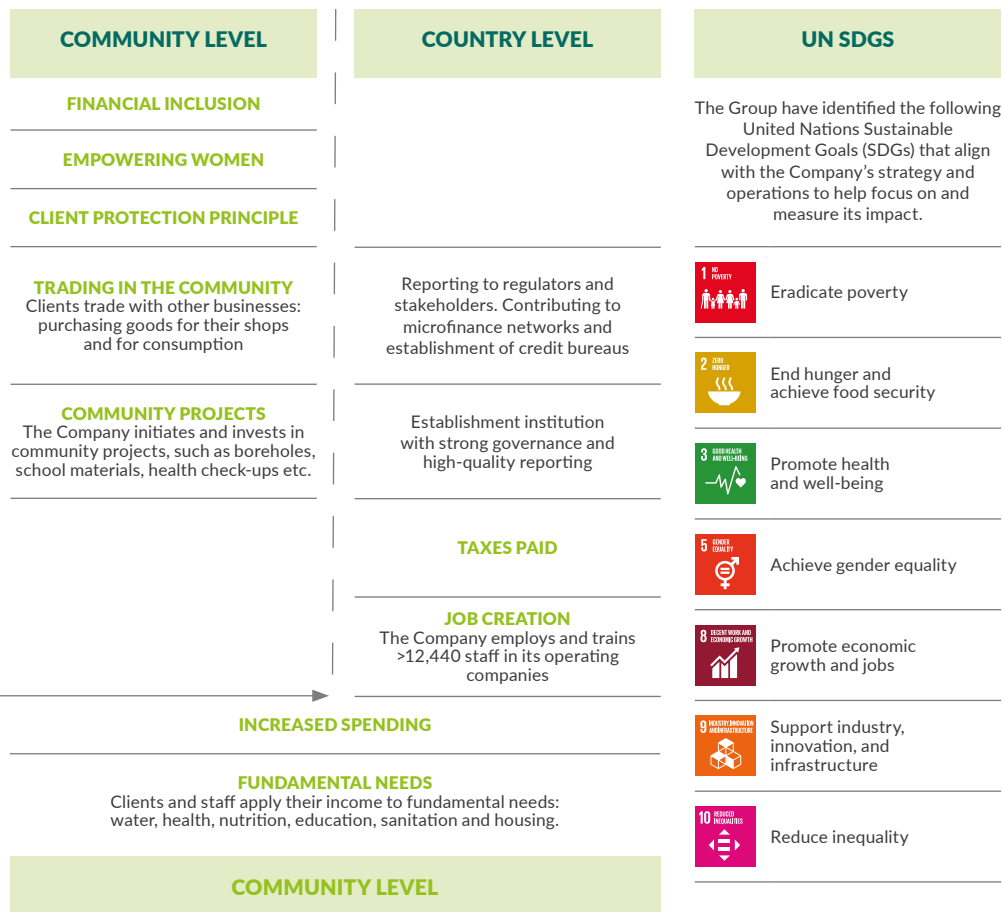 COMMUNITY LEVEL
FINANCIAL INCLUSION
EMPOWERING WOMEN
CLIENT PROTECTION PRINCIPLE
TRADING IN THE COMMUNITY
Clients trade with other businesses:
purchasing goods for their shops
and for consumption
COMMUNITY PROJECTS
The Company initiates and invests in
community projects, such as boreholes,
school materials, health check-ups etc.
COUNTRY LEVEL
Reporting to regulators and
stakeholders. Contributing to
microfinance networks and
establishment of credit bureaus
Establishment institution
with strong governance and
high-quality reporting
TAXES PAID
JOB CREATION
The Company employs and trains
>12,440 staff in its operating
companies
INCREASED SPENDING
FUNDAMENTAL NEEDS
Clients and staff apply their income to fundamental needs:
water, health, nutrition, education, sanitation and housing.
COMMUNITY LEVEL
UN SDGS
The Group have identified the following
United Nations Sustainable
Development Goals (SDGs) that align
with the Company's strategy and
operations to help focus on and
measure its impact.
1 NO
POVERTY
Eradicate poverty
2 ZERO
HUNGER
End hunger and
achieve food security
3 GOOD HEALTH
AND WELL-BEING
Promote health
and well-being
5 GENDER
EQUALITY
Achieve gender equality
8 DECENT WORK AND
ECONOMIC GROWTH
Promote economic
growth and jobs
9 INDUSTRY, INNOVATION
AND INFRASTRUCTURE
Support industry,
innovation, and
infrastructure
10 REDUCED
INEQUALITIES
Reduce inequality